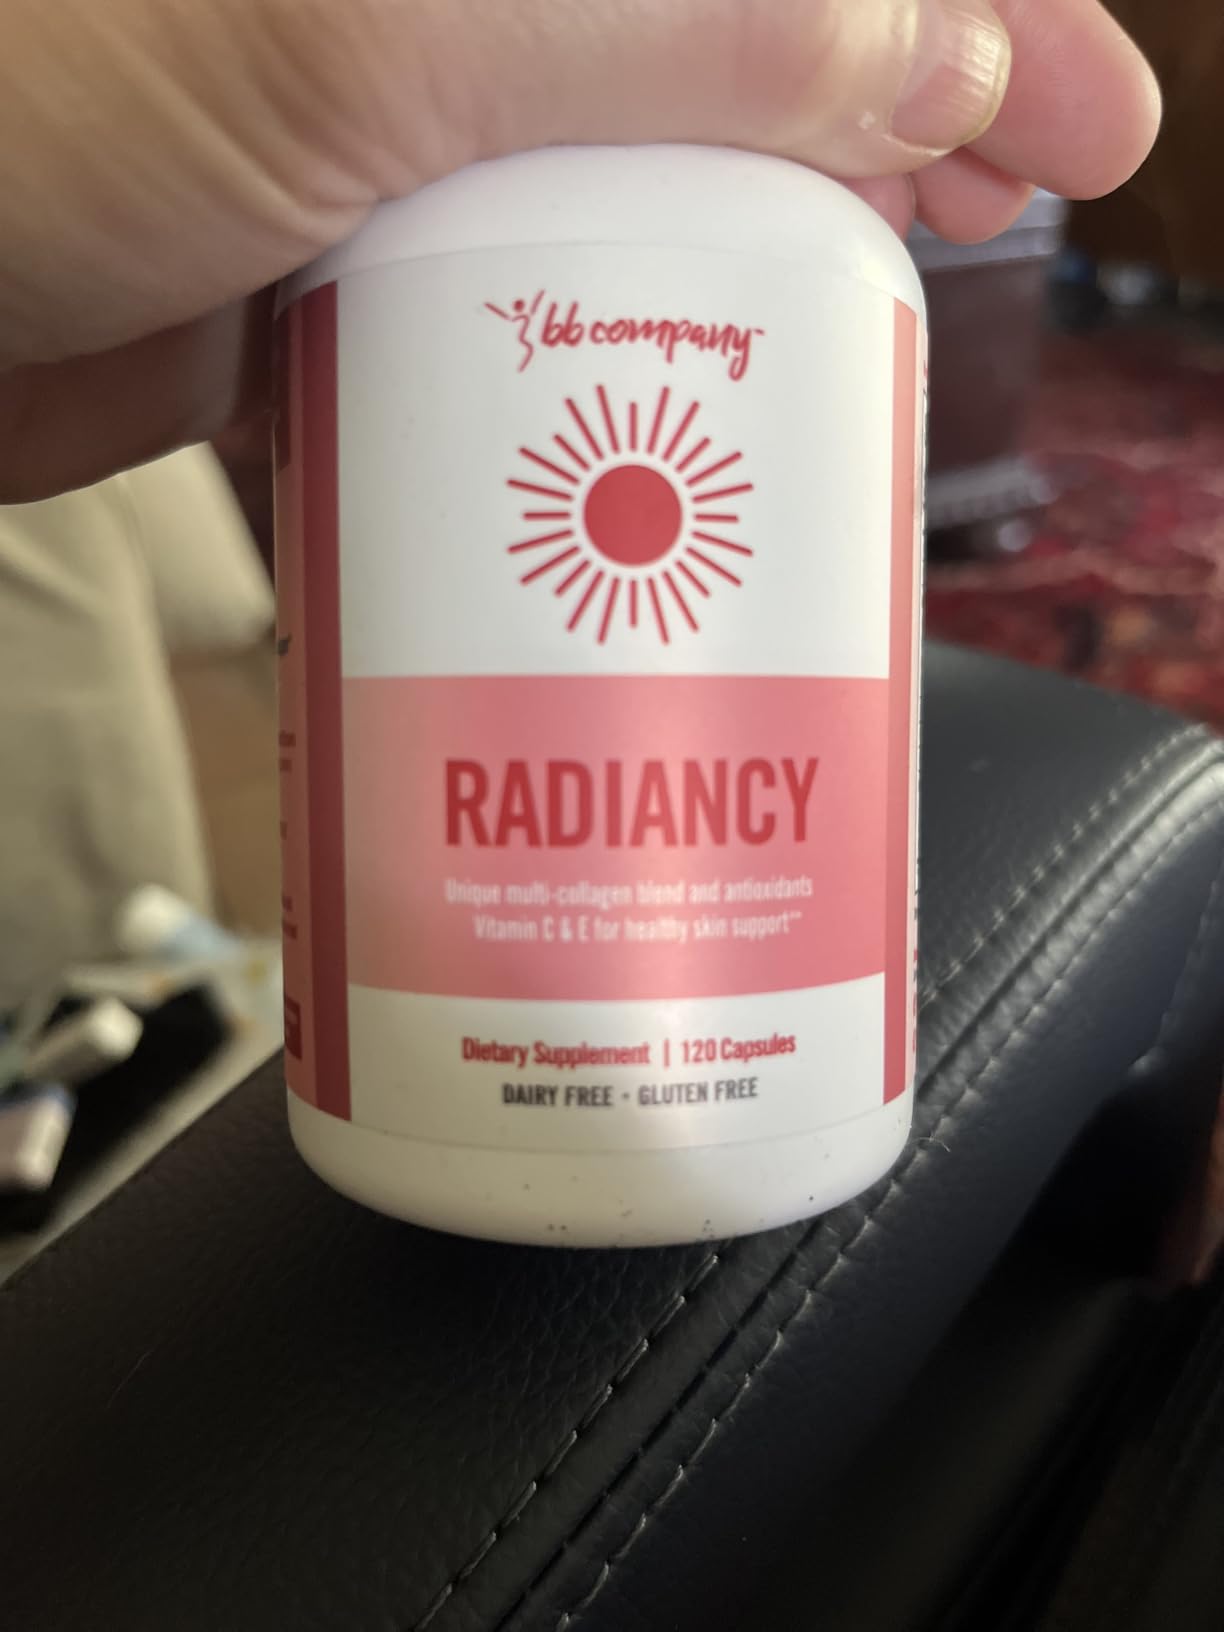 bb company™
RADIANCY
Unique multi-collagen blend and antioxidants
Vitamin C & E for healthy skin support**
Dietary Supplement | 120 Capsules
DAIRY FREE • GLUTEN FREE